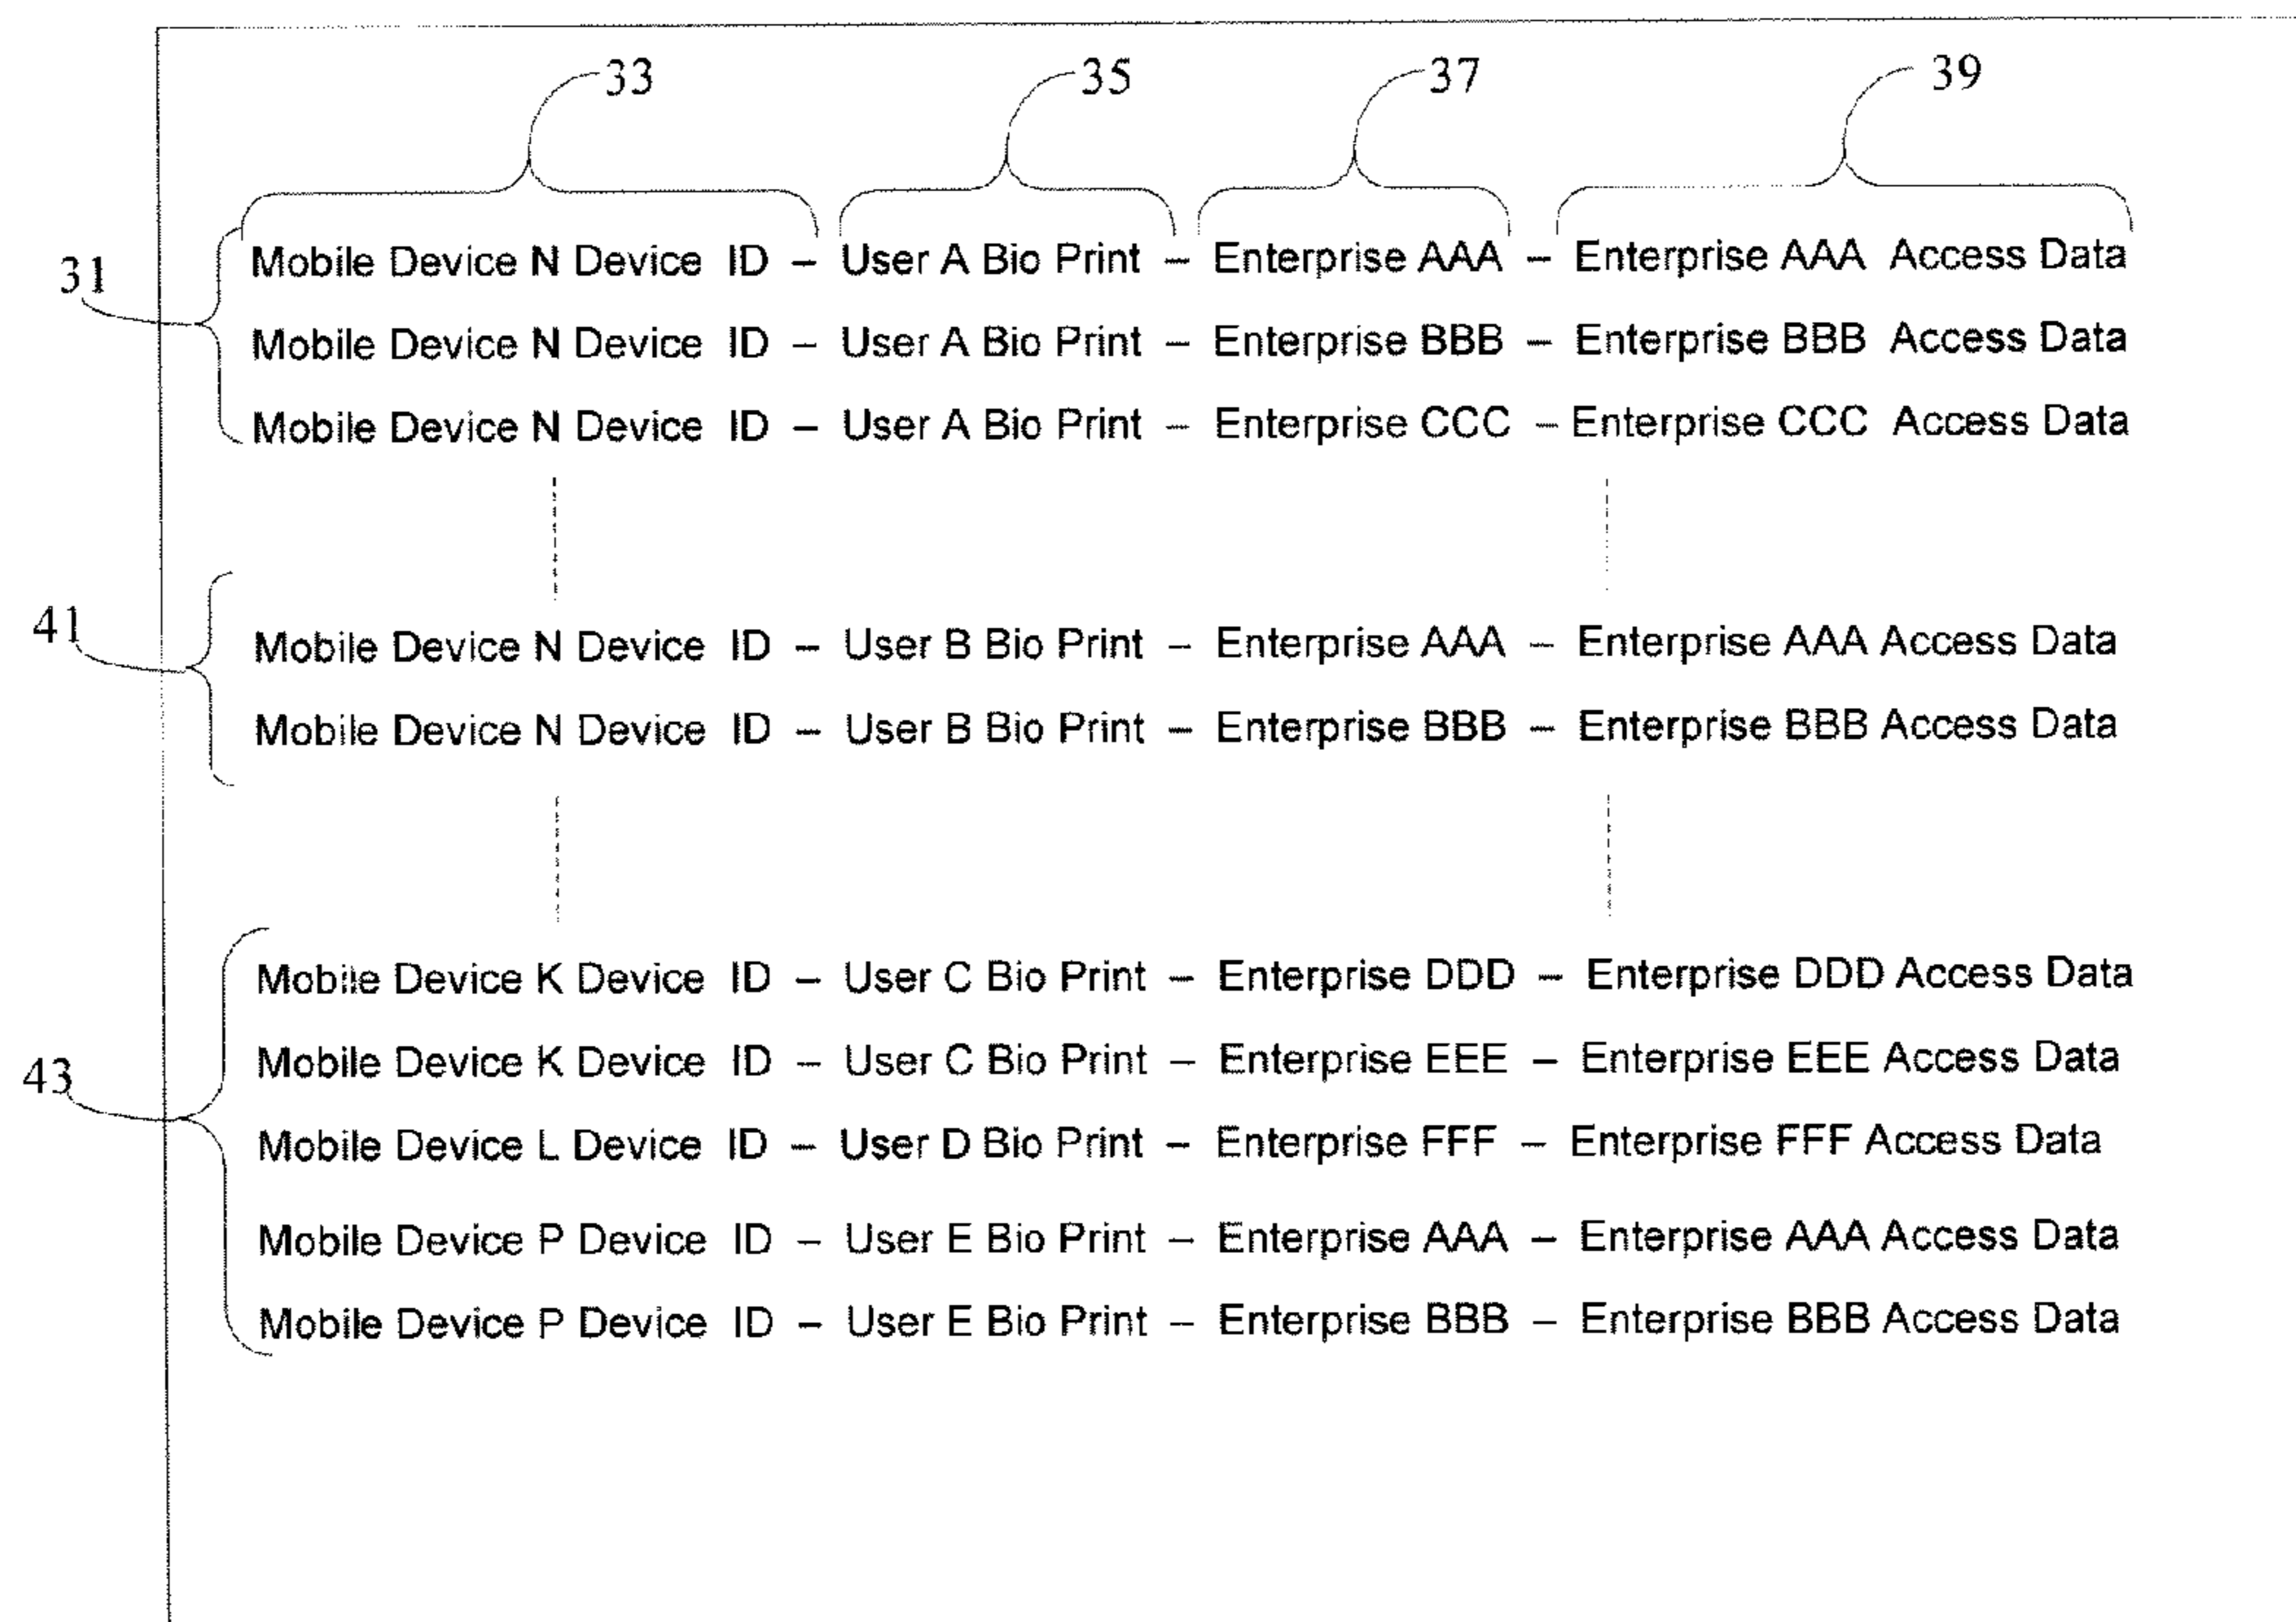 33 35 37 39
31
Mobile Device N Device ID – User A Bio Print – Enterprise AAA – Enterprise AAA Access Data
Mobile Device N Device ID – User A Bio Print – Enterprise BBB – Enterprise BBB Access Data
Mobile Device N Device ID – User A Bio Print – Enterprise CCC – Enterprise CCC Access Data
41
Mobile Device N Device ID – User B Bio Print – Enterprise AAA – Enterprise AAA Access Data
Mobile Device N Device ID – User B Bio Print – Enterprise BBB – Enterprise BBB Access Data
43
Mobile Device K Device ID – User C Bio Print – Enterprise DDD – Enterprise DDD Access Data
Mobile Device K Device ID – User C Bio Print – Enterprise EEE – Enterprise EEE Access Data
Mobile Device L Device ID – User D Bio Print – Enterprise FFF – Enterprise FFF Access Data
Mobile Device P Device ID – User E Bio Print – Enterprise AAA – Enterprise AAA Access Data
Mobile Device P Device ID – User E Bio Print – Enterprise BBB – Enterprise BBB Access Data